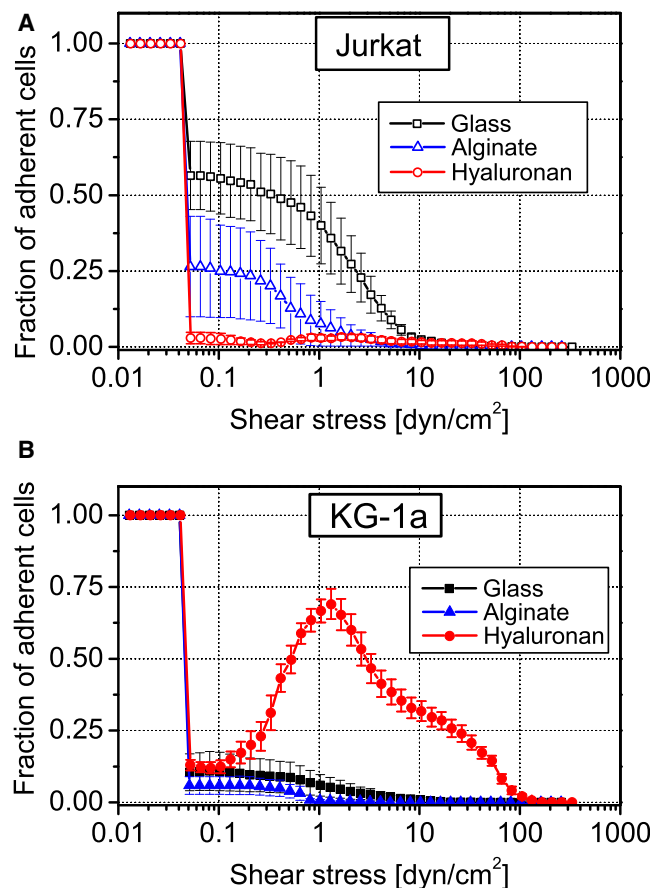 A
Jurkat
Glass
Alginate
Hyaluronan
Fraction of adherent cells
1.00
0.75
0.50
0.25
0.00
0.01 0.1 1 10 100 1000
Shear stress [dyn/cm²]
B
KG-1a
Glass
Alginate
Hyaluronan
Fraction of adherent cells
1.00
0.75
0.50
0.25
0.00
0.01 0.1 1 10 100 1000
Shear stress [dyn/cm²]